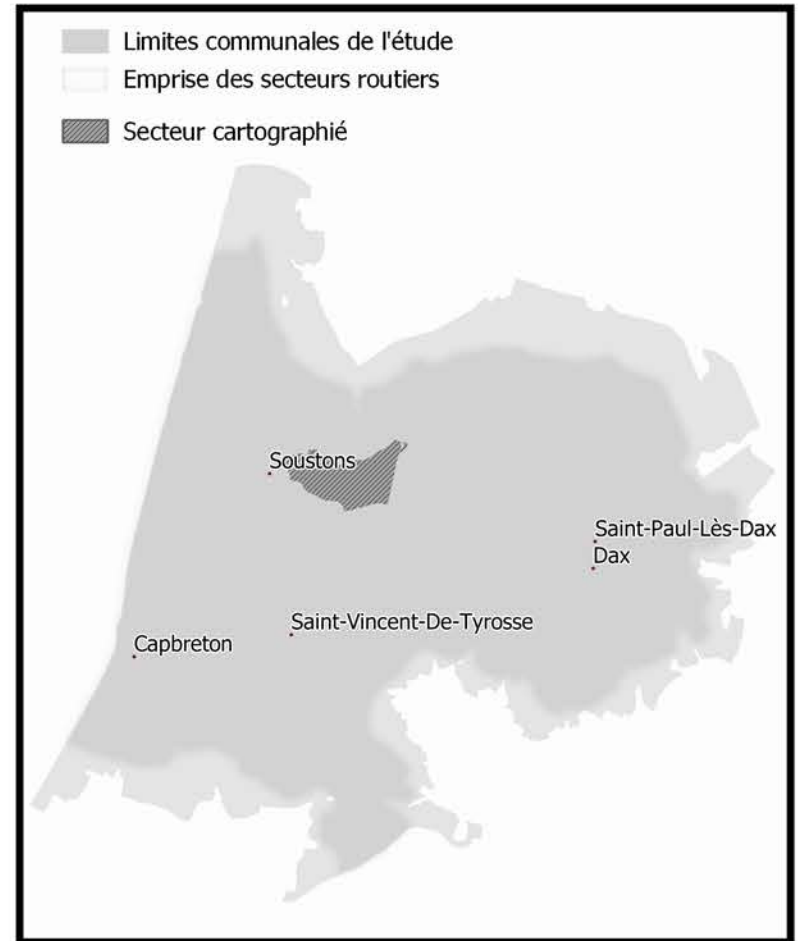 Limites communales de l'étude
Emprise des secteurs routiers
Secteur cartographié
Soustons
Saint-Paul-Lès-Dax
Dax
Saint-Vincent-De-Tyrosse
Capbreton